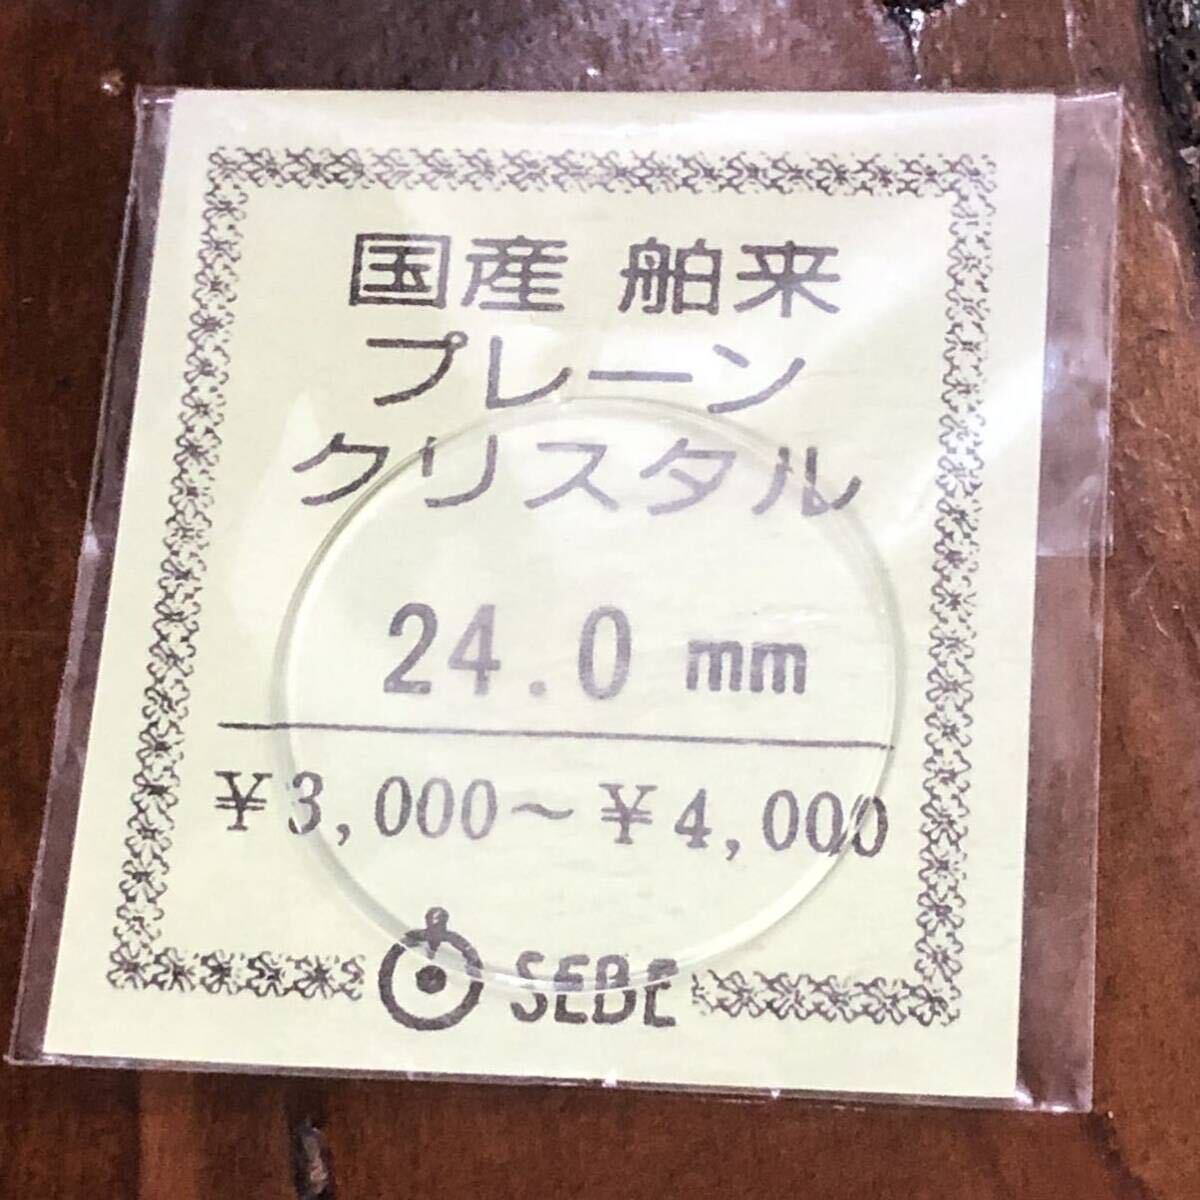 国産 舶来
プレーン
クリスタル
24.0 mm
¥3,000～¥4,000
SEBE